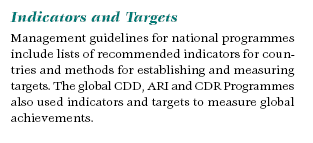 Indicators and Targets
Management guidelines for national programmes
include lists of recommended indicators for coun-
tries and methods for establishing and measuring
targets. The global CDD, ARI and CDR Programmes
also used indicators and targets to measure global
achievements.